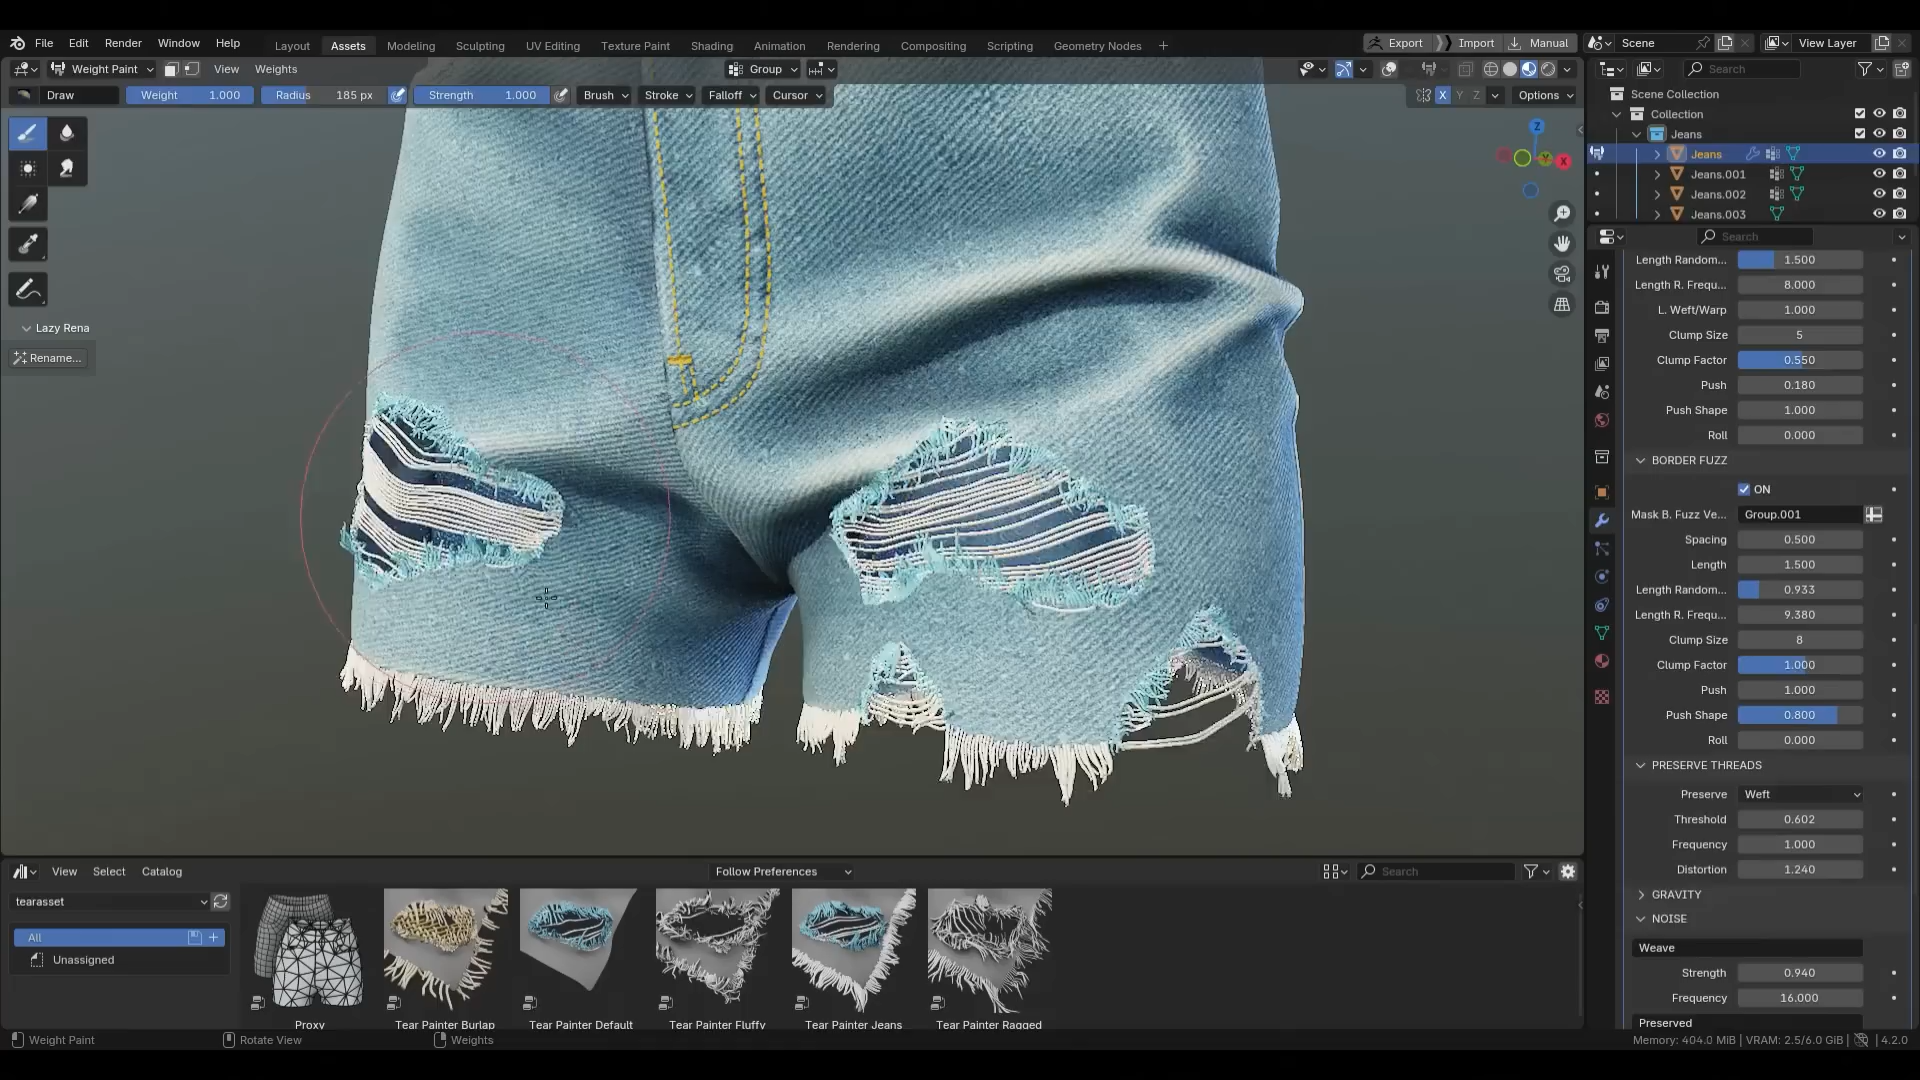 File Edit Render Window Help Layout Assets Modeling Sculpting UV Editing Texture Paint Shading Animation Rendering Compositing Scripting Geometry Nodes + Export Import Manual Scene View Layer
Weight Paint View Weights Group Search
Draw Weight 1.000 Radius 185 px Strength 1.000 Brush Stroke Falloff Cursor X Y Z Options
Scene Collection
Collection
Jeans
Jeans
Jeans.001
Jeans.002
Jeans.003
Z
Y
X
Search
Length Random... 1.500
Length R. Frequ... 8.000
L. Weft/Warp 1.000
Lazy Rena
Clump Size 5
Rename...
Clump Factor 0.550
Push 0.180
Push Shape 1.000
Roll 0.000
BORDER FUZZ
ON
Mask B. Fuzz Ve... Group.001
Spacing 0.500
Length 1.500
Length Random... 0.933
Length R. Frequ... 9.380
Clump Size 8
Clump Factor 1.000
Push 1.000
Push Shape 0.800
Roll 0.000
PRESERVE THREADS
Preserve Weft
Threshold 0.602
Frequency 1.000
Distortion 1.240
GRAVITY
NOISE
Weave
Strength 0.940
Frequency 16.000
Preserved
View Select Catalog Follow Preferences Search
tearasset
All
Unassigned
Proxy Tear Painter Burlap Tear Painter Default Tear Painter Fluffy Tear Painter Jeans Tear Painter Ragged
Weight Paint Rotate View Weights Memory: 404.0 MiB | VRAM: 2.5/6.0 GiB | 4.2.0